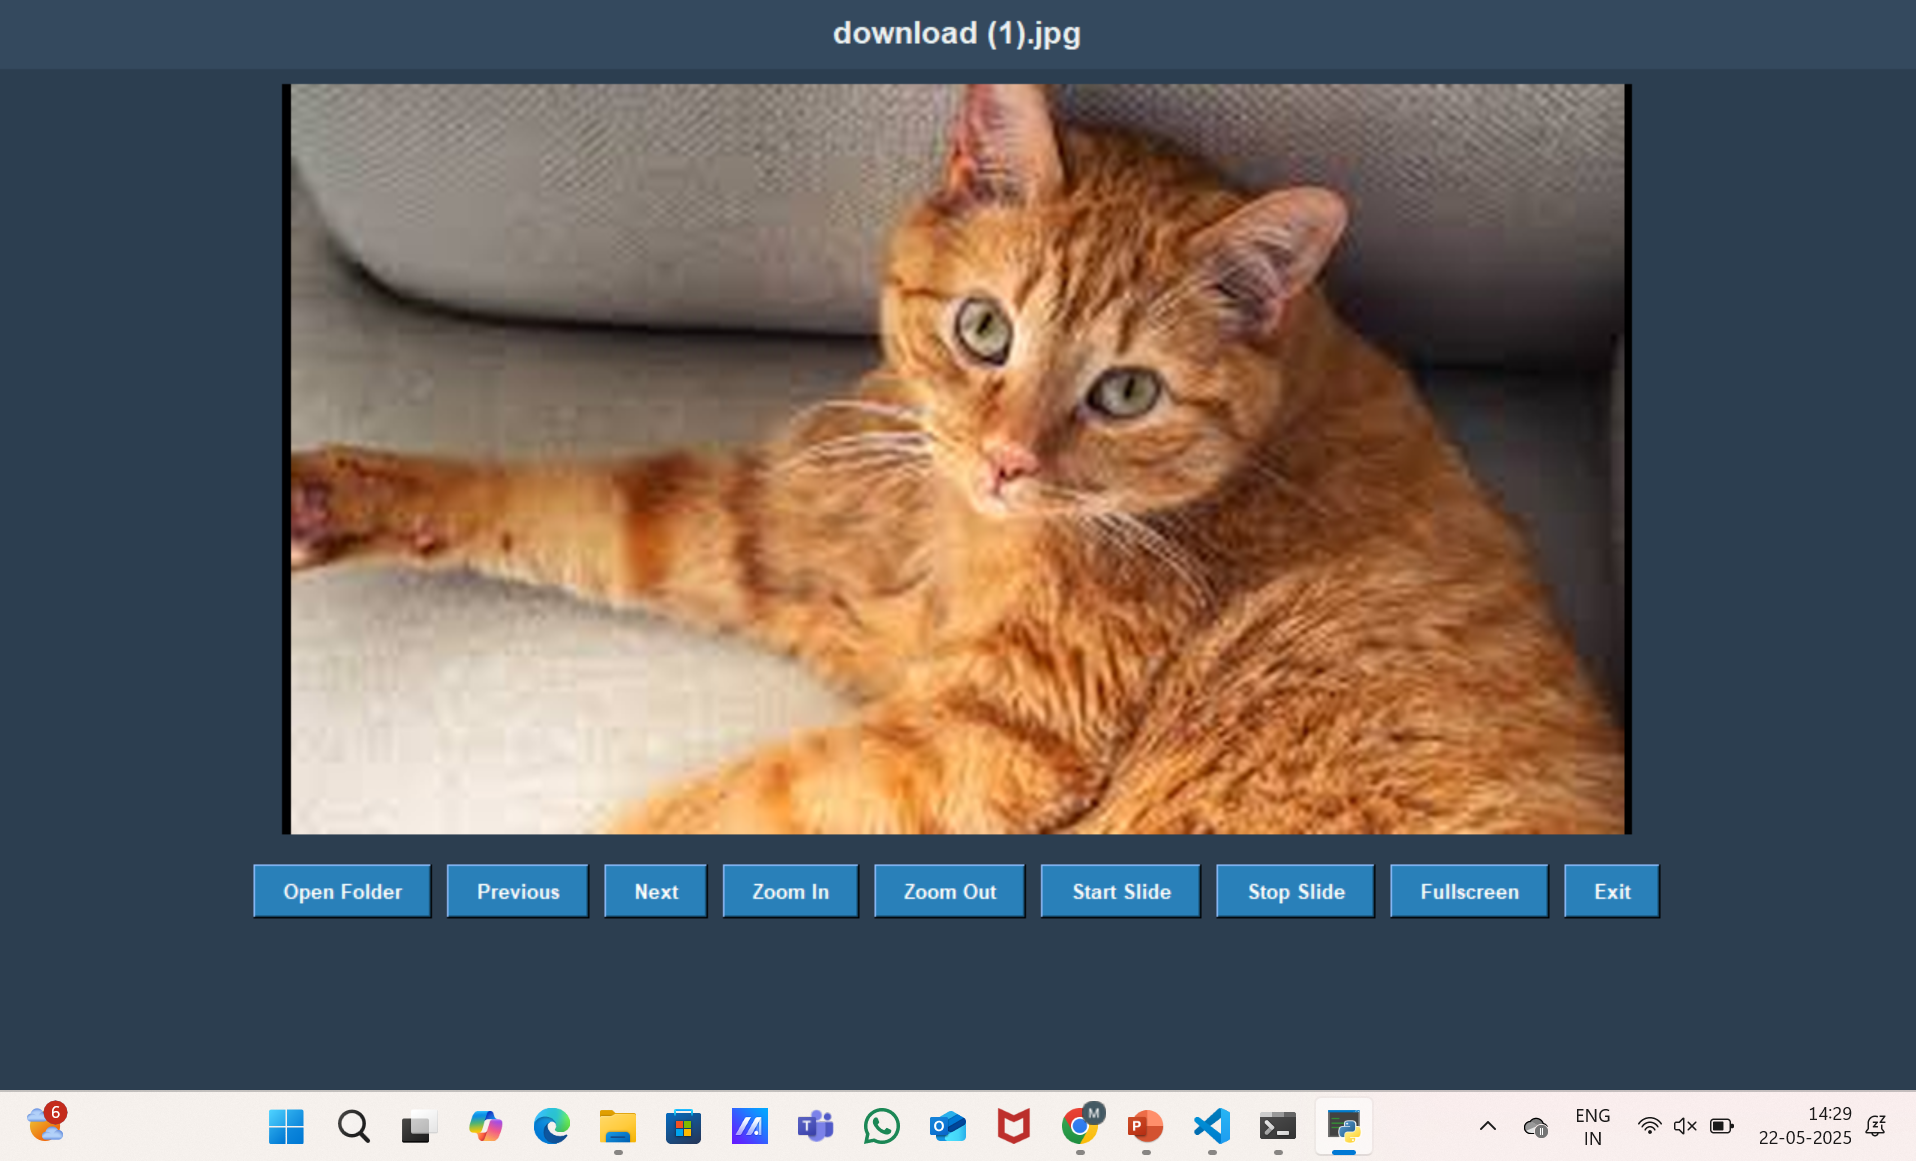 download (1).jpg
Open Folder
Previous
Next
Zoom In
Zoom Out
Start Slide
Stop Slide
Fullscreen
Exit
6
M
ENG
IN
14:29
22-05-2025